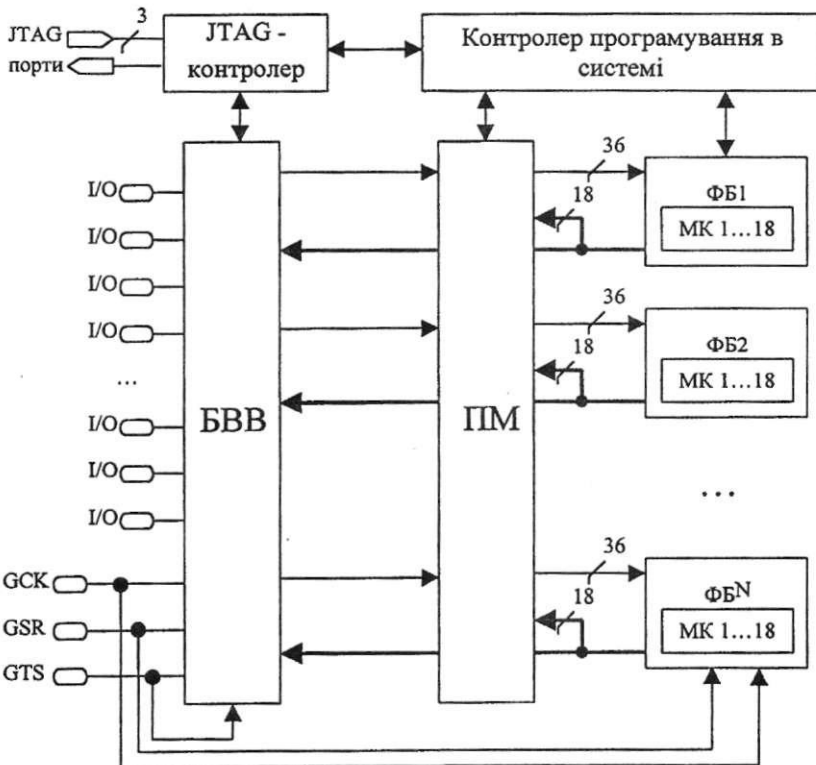 JTAG
порти
3
JTAG -
контролер
Контролер програмування в
системі
I/O
I/O
I/O
I/O
...
I/O
I/O
I/O
GCK
GSR
GTS
БВВ
ПМ
36
18
ФБ1
МК 1...18
36
18
ФБ2
МК 1...18
...
36
18
ФБN
МК 1...18